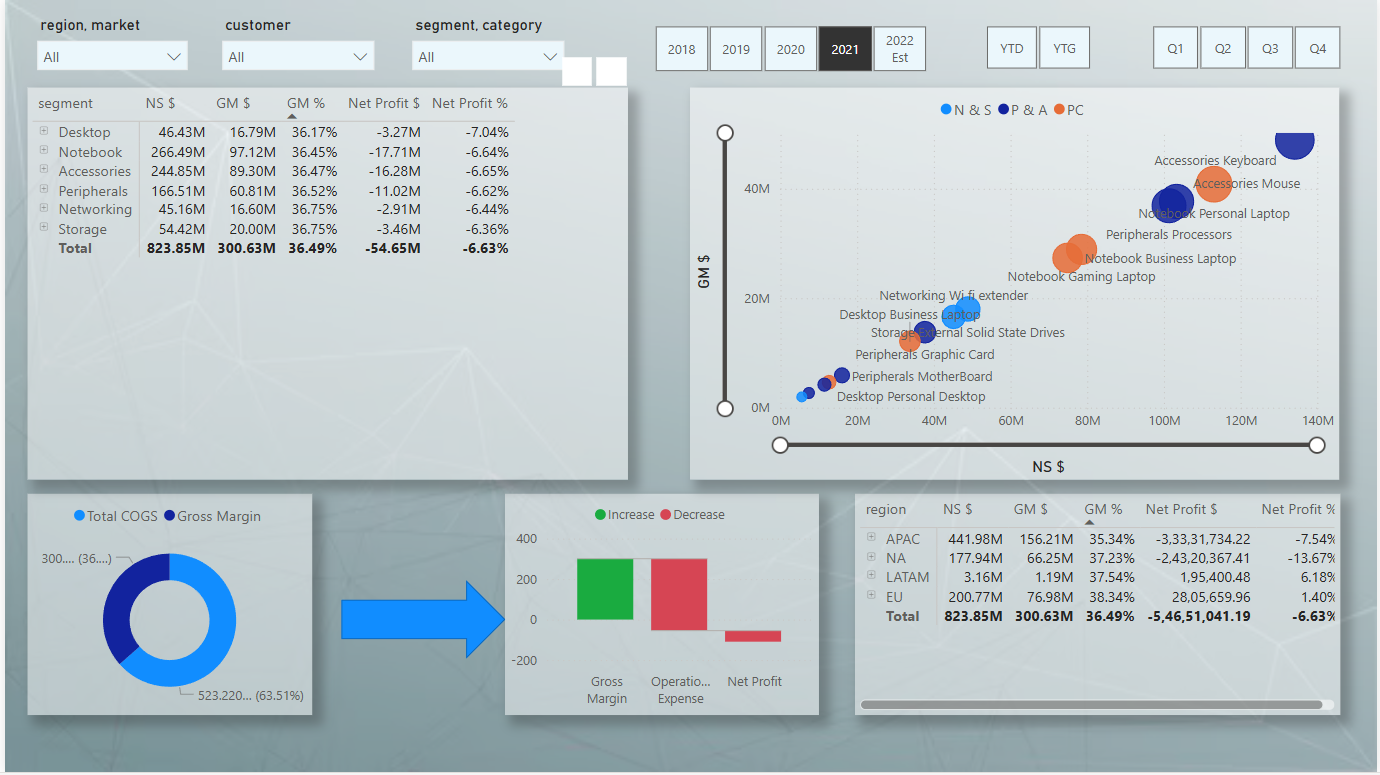 region, market
customer
segment, category
All
All
All
2018
2019
2020
2021
2022
Est
YTD
YTG
Q1
Q2
Q3
Q4
segment NS $ GM $ GM % Net Profit $ Net Profit %
Desktop 46.43M 16.79M 36.17% -3.27M -7.04%
Notebook 266.49M 97.12M 36.45% -17.71M -6.64%
Accessories 244.85M 89.30M 36.47% -16.28M -6.65%
Peripherals 166.51M 60.81M 36.52% -11.02M -6.62%
Networking 45.16M 16.60M 36.75% -2.91M -6.44%
Storage 54.42M 20.00M 36.75% -3.46M -6.36%
Total 823.85M 300.63M 36.49% -54.65M -6.63%
N & S P & A PC
GM $
40M
20M
0M
Accessories Keyboard
Accessories Mouse
Notebook Personal Laptop
Peripherals Processors
Notebook Business Laptop
Notebook Gaming Laptop
Networking Wi fi extender
Desktop Business Laptop
Storage External Solid State Drives
Peripherals Graphic Card
Peripherals MotherBoard
Desktop Personal Desktop
0M 20M 40M 60M 80M 100M 120M 140M
NS $
Total COGS Gross Margin
300.... (36....)
523.220... (63.51%)
Increase Decrease
400
200
0
-200
Gross
Margin
Operatio...
Expense
Net Profit
region NS $ GM $ GM % Net Profit $ Net Profit %
APAC 441.98M 156.21M 35.34% -3,33,31,734.22 -7.54%
NA 177.94M 66.25M 37.23% -2,43,20,367.41 -13.67%
LATAM 3.16M 1.19M 37.54% 1,95,400.48 6.18%
EU 200.77M 76.98M 38.34% 28,05,659.96 1.40%
Total 823.85M 300.63M 36.49% -5,46,51,041.19 -6.63%